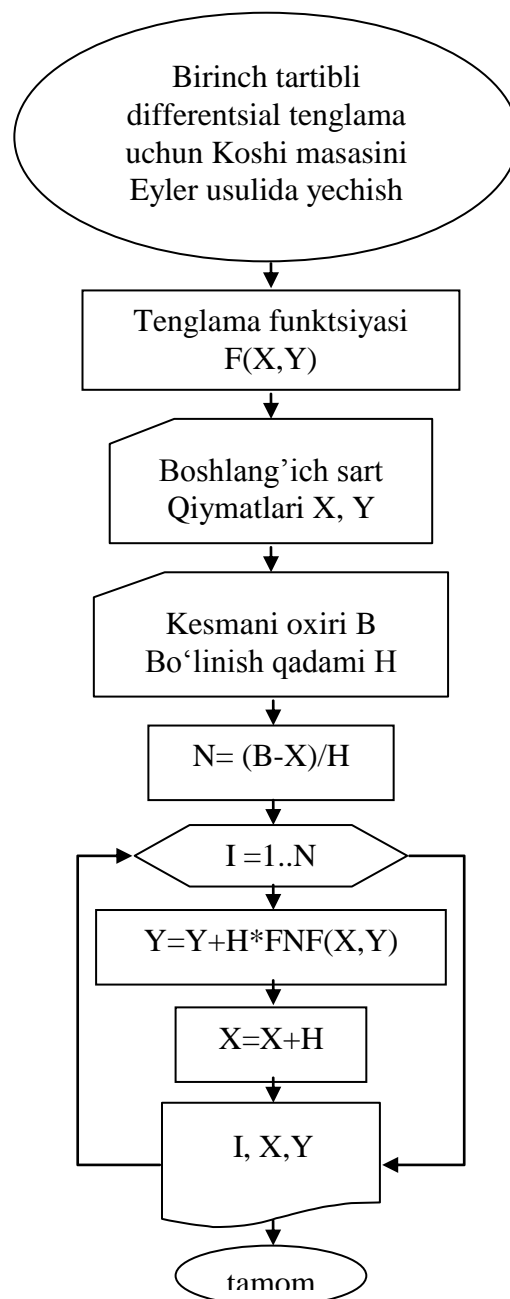 Birinch tartibli
differentsial tenglama
uchun Koshi masasini
Eyler usulida yechish
Tenglama funktsiyasi
F(X,Y)
Boshlang’ich sart
Qiymatlari X, Y
Kesmani oxiri B
Bo‘linish qadami H
N= (B-X)/H
I =1..N
Y=Y+H*FNF(X,Y)
X=X+H
I, X,Y
tamom